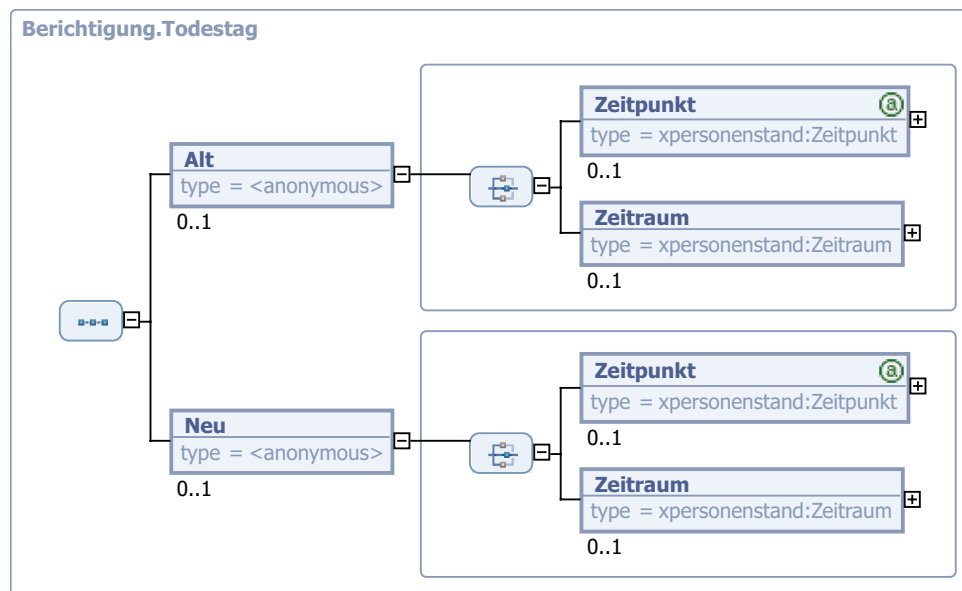 Berichtigung.Todestag
Zeitpunkt
a
type = xpersonenstand:Zeitpunkt
0..1
Alt
type = <anonymous>
0..1
Zeitraum
type = xpersonenstand:Zeitraum
0..1
Zeitpunkt
a
type = xpersonenstand:Zeitpunkt
0..1
Neu
type = <anonymous>
0..1
Zeitraum
type = xpersonenstand:Zeitraum
0..1